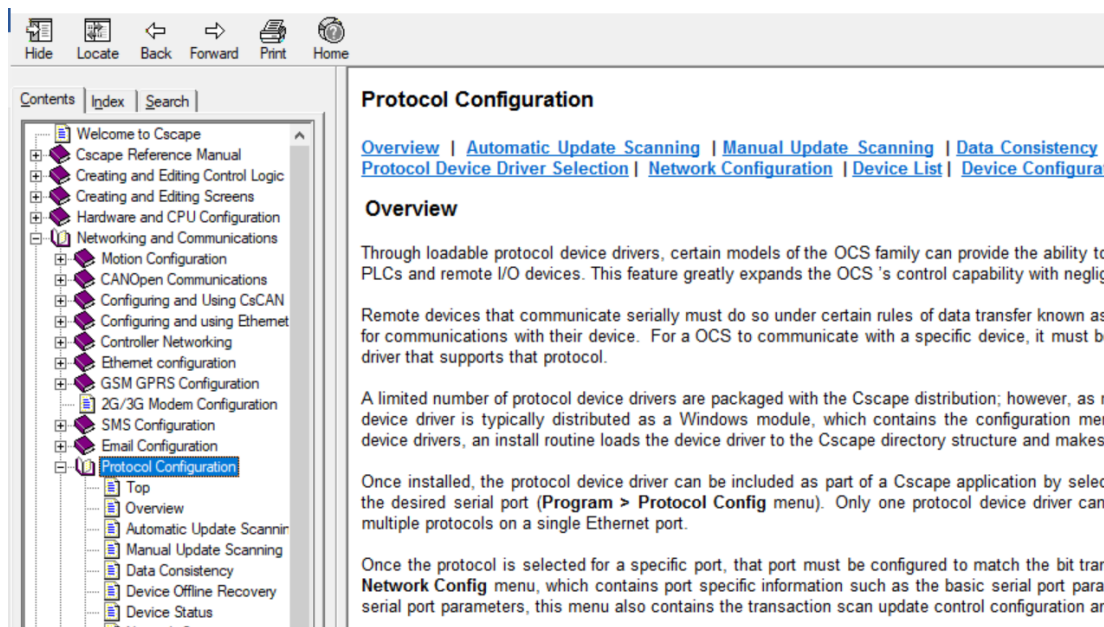 Hide Locate Back Forward Print Home
Contents Index Search
Welcome to Cscape
Cscape Reference Manual
Creating and Editing Control Logic
Creating and Editing Screens
Hardware and CPU Configuration
Networking and Communications
Motion Configuration
CANOpen Communications
Configuring and Using CsCAN
Configuring and using Ethernet
Controller Networking
Ethernet configuration
GSM GPRS Configuration
2G/3G Modem Configuration
SMS Configuration
Email Configuration
Protocol Configuration
Top
Overview
Automatic Update Scannin
Manual Update Scanning
Data Consistency
Device Offline Recovery
Device Status
Protocol Configuration
Overview | Automatic Update Scanning | Manual Update Scanning | Data Consistency
Protocol Device Driver Selection | Network Configuration | Device List | Device Configurat
Overview
Through loadable protocol device drivers, certain models of the OCS family can provide the ability to
PLCs and remote I/O devices. This feature greatly expands the OCS 's control capability with neglig
Remote devices that communicate serially must do so under certain rules of data transfer known as
for communications with their device. For a OCS to communicate with a specific device, it must b
driver that supports that protocol.
A limited number of protocol device drivers are packaged with the Cscape distribution; however, as
device driver is typically distributed as a Windows module, which contains the configuration me
device drivers, an install routine loads the device driver to the Cscape directory structure and makes
Once installed, the protocol device driver can be included as part of a Cscape application by selec
the desired serial port (Program > Protocol Config menu). Only one protocol device driver can
multiple protocols on a single Ethernet port.
Once the protocol is selected for a specific port, that port must be configured to match the bit tran
Network Config menu, which contains port specific information such as the basic serial port para
serial port parameters, this menu also contains the transaction scan update control configuration a